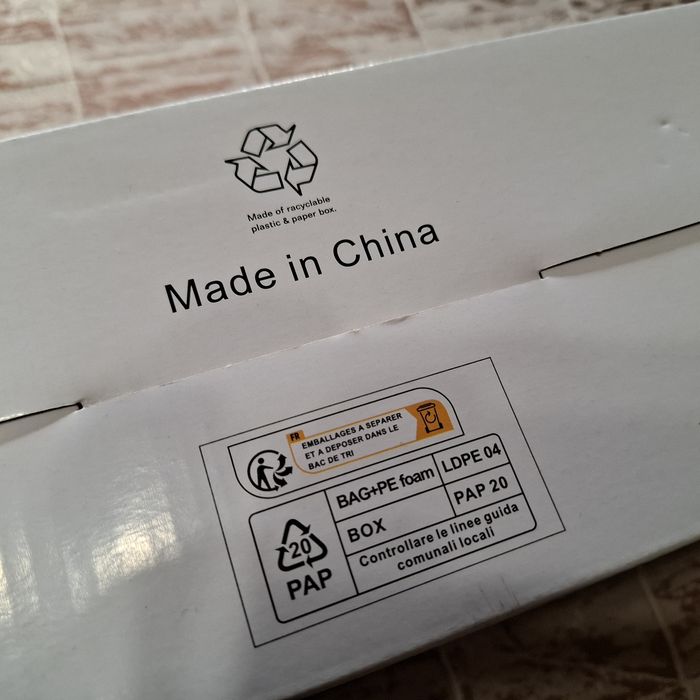 Made of racyclable
plastic & paper box.
Made in China
FR
EMBALLAGES A SEPARER
ET A DEPOSER DANS LE
BAC DE TRI
BAG+PE foam
LDPE 04
BOX
PAP 20
20
PAP
Controllare le linee guida
comunali locali